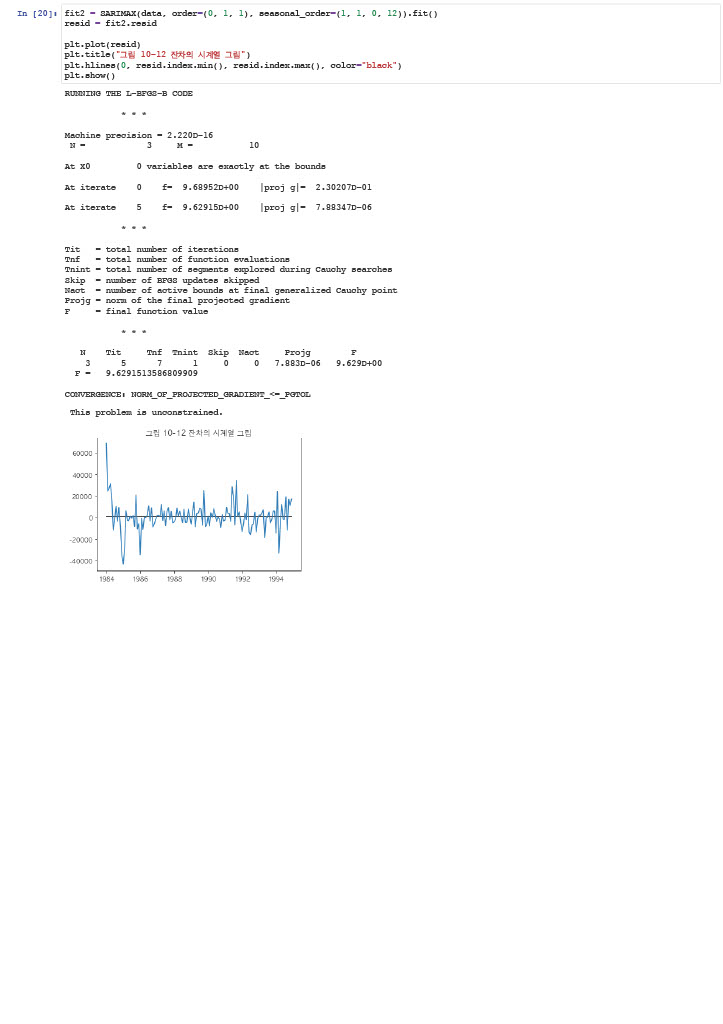 In [20]: fit2 = SARIMAX(data, order=(0, 1, 1), seasonal_order=(1, 1, 0, 12)).fit()
resid = fit2.resid
plt.plot(resid)
plt.title("그림 10-12 잔차의 시계열 그림")
plt.hlines(0, resid.index.min(), resid.index.max(), color="black")
plt.show()
RUNNING THE L-BFGS-B CODE
* * *
Machine precision = 2.220D-16
N = 3 M = 10
At X0 0 variables are exactly at the bounds
At iterate 0 f= 9.68952D+00 |proj g|= 2.30207D-01
At iterate 5 f= 9.62915D+00 |proj g|= 7.88347D-06
* * *
Tit = total number of iterations
Tnf = total number of function evaluations
Tnint = total number of segments explored during Cauchy searches
Skip = number of BFGS updates skipped
Nact = number of active bounds at final generalized Cauchy point
Projg = norm of the final projected gradient
F = final function value
* * *
N Tit Tnf Tnint Skip Nact Projg F
3 5 7 1 0 0 7.883D-06 9.629D+00
F = 9.6291513586809909
CONVERGENCE: NORM_OF_PROJECTED_GRADIENT_<=_PGTOL
This problem is unconstrained.
그림 10-12 잔차의 시계열 그림
60000
40000
20000
0
-20000
-40000
1984 1986 1988 1990 1992 1994